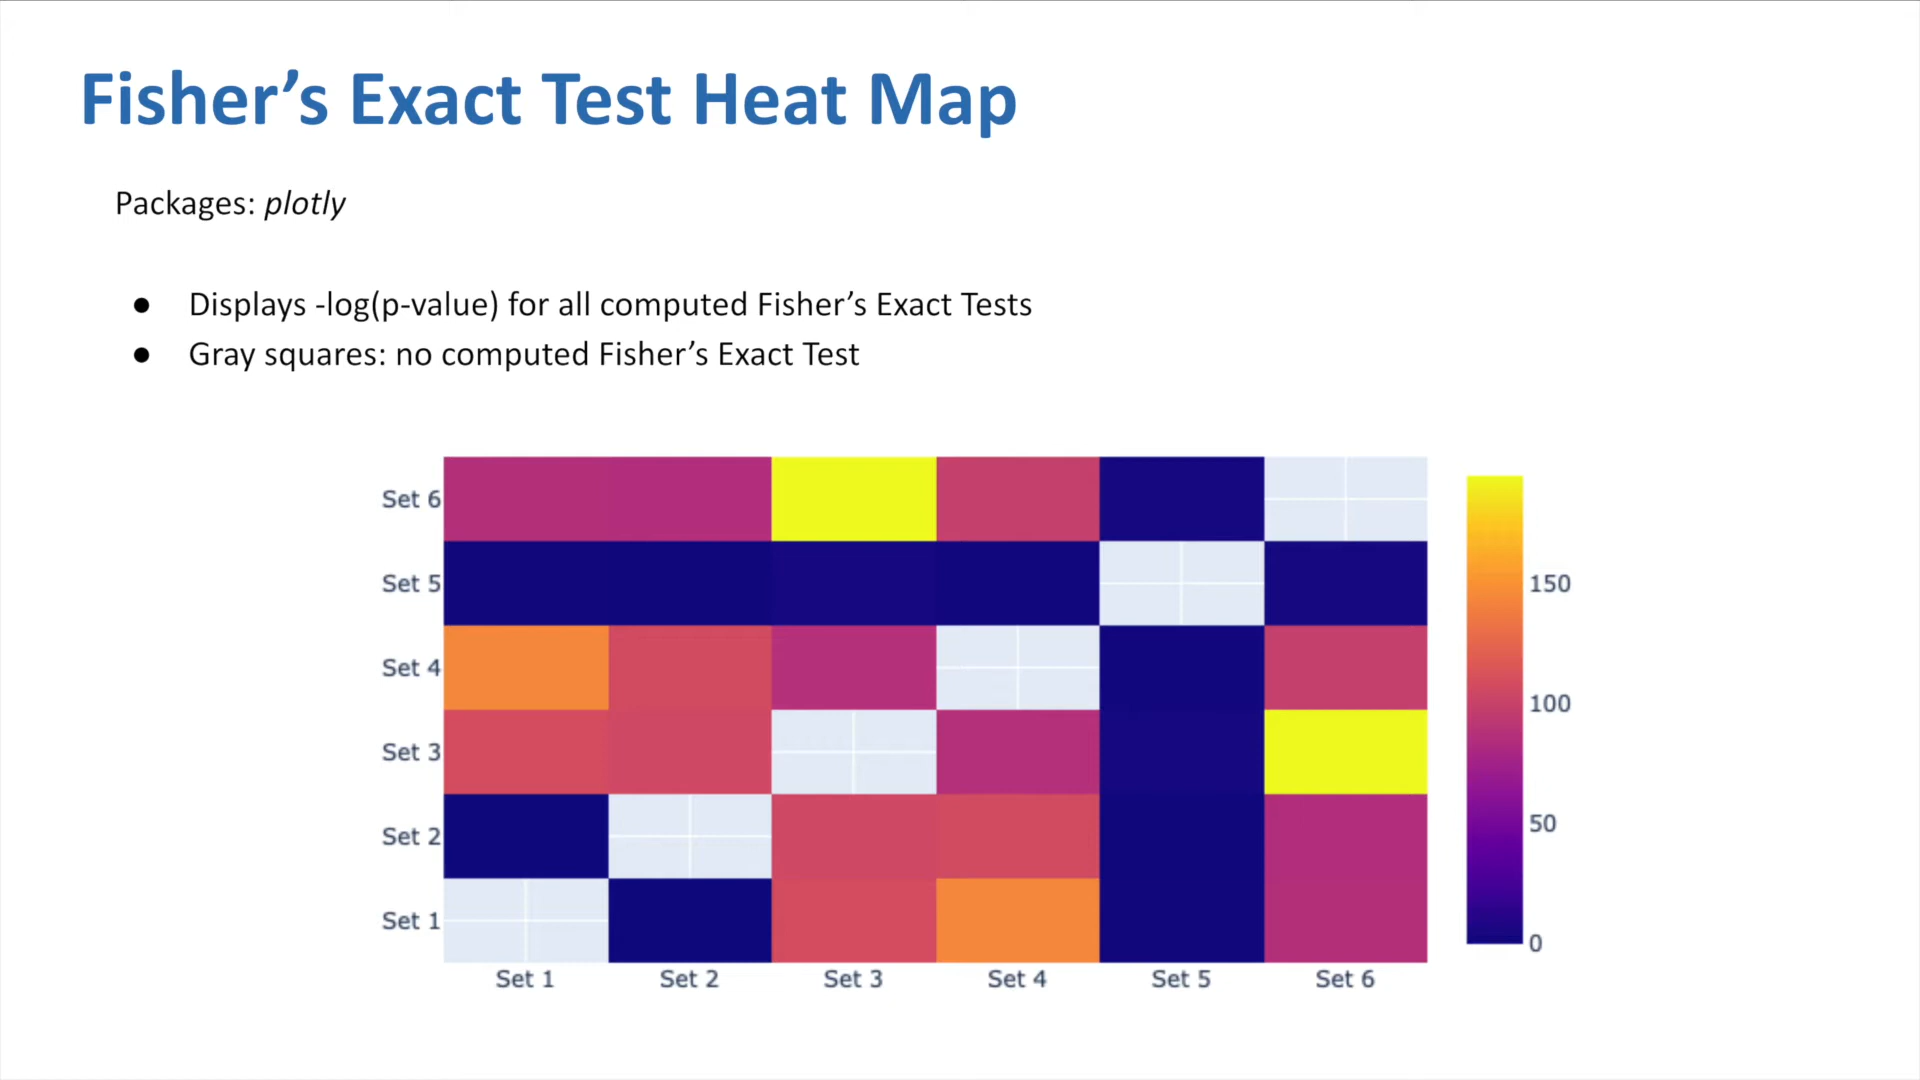 Fisher’s Exact Test Heat Map
Packages: plotly
● Displays -log(p-value) for all computed Fisher’s Exact Tests
● Gray squares: no computed Fisher’s Exact Test
Set 6
Set 5
Set 4
Set 3
Set 2
Set 1
Set 1 Set 2 Set 3 Set 4 Set 5 Set 6
150
100
50
0